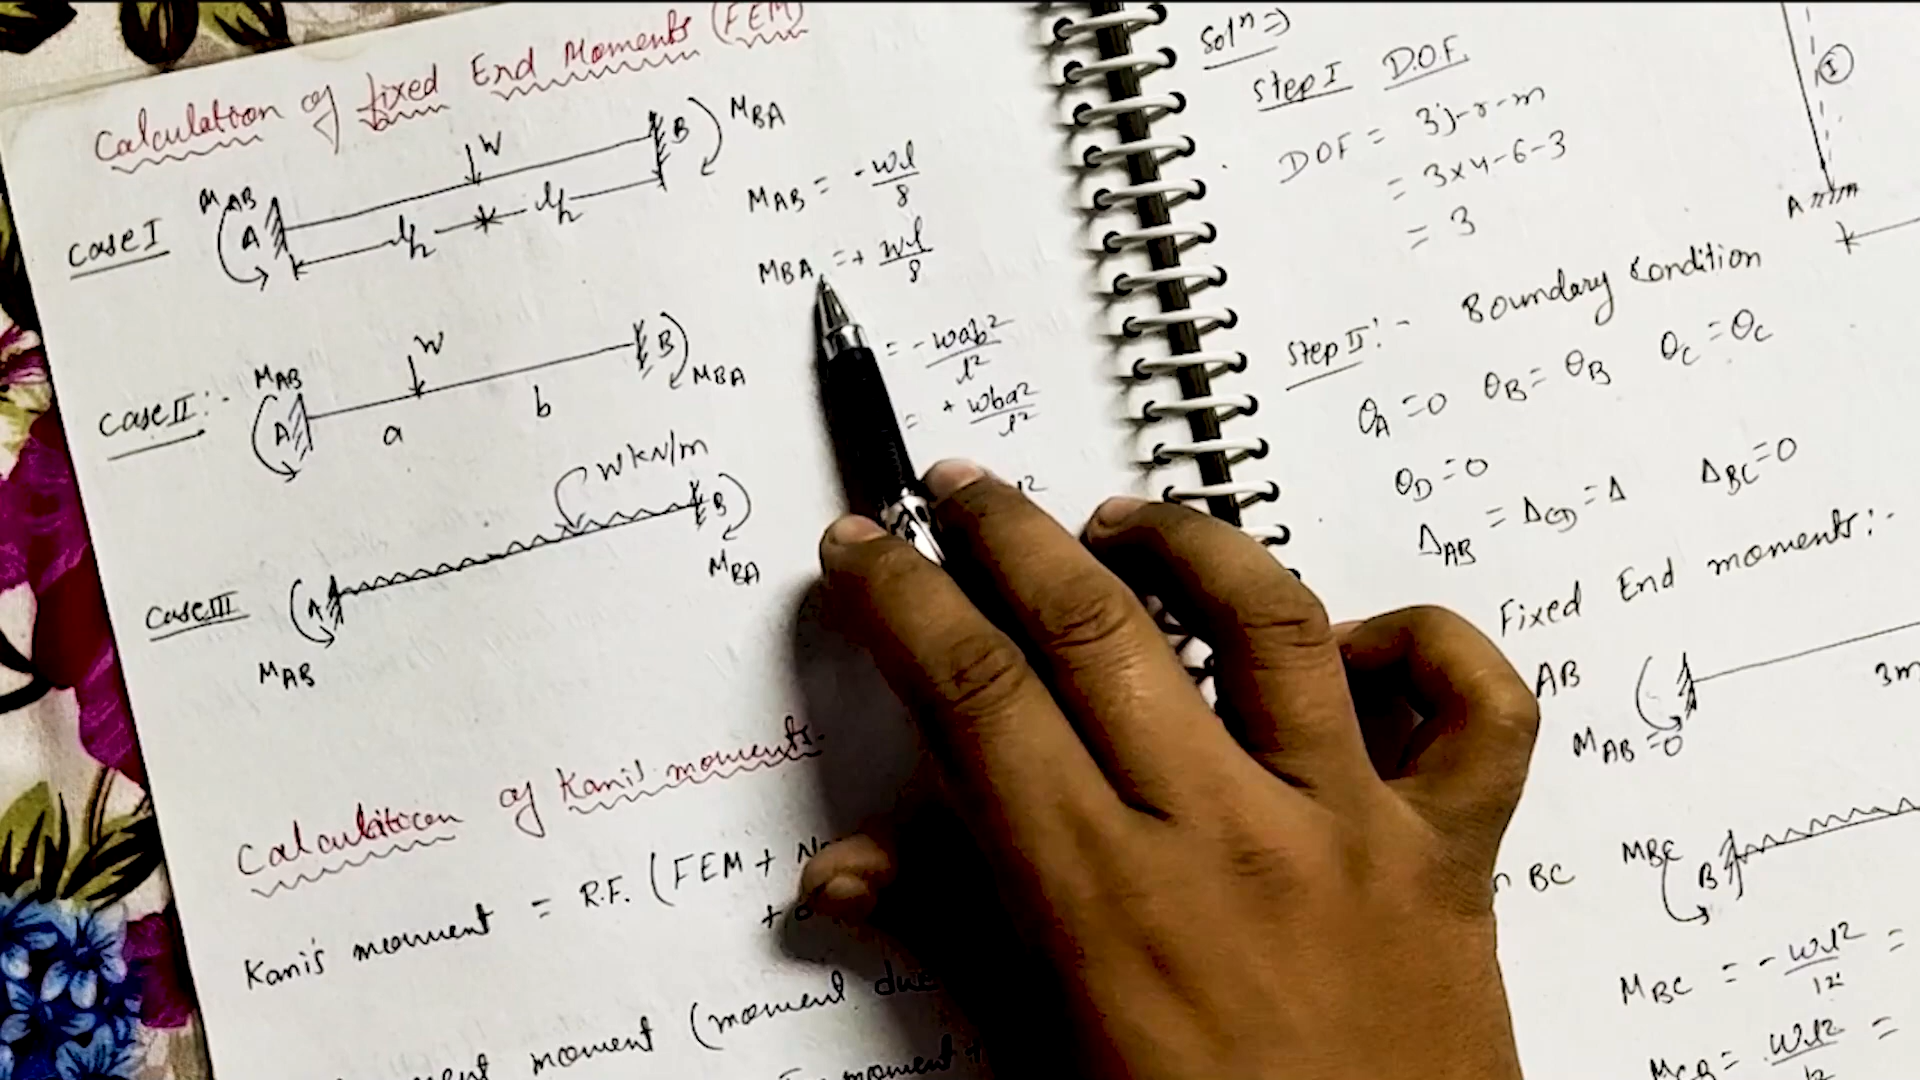 Calculation of fixed End Moments (FEM)
Case I
MAB
A
W
l/2
l/2
B
MBA
MAB = -wl/8
MBA = + wl/8
Case II :-
MAB
A
a
W
b
B
MBA
= -wab²/l²
= + wba²/l²
Case III
A
MAB
WkN/m
B
MBA
Calculation of Kani's moments.
Kani's moment = R.F. (FEM +
+
moment (moment due
moment +
Solⁿ =>
Step I D.O.F.
DOF = 3j-r-m
= 3x4-6-3
= 3
I
A
Step II :- Boundary Condition
θA = 0 θB = θB θC = θC
θD = 0
ΔAB = ΔCD = Δ ΔBC = 0
Fixed End moments :-
AB
3m
MAB = 0
BC
MBC
B
MBC = - Wl²/12 =
MCB = Wl²/12 =